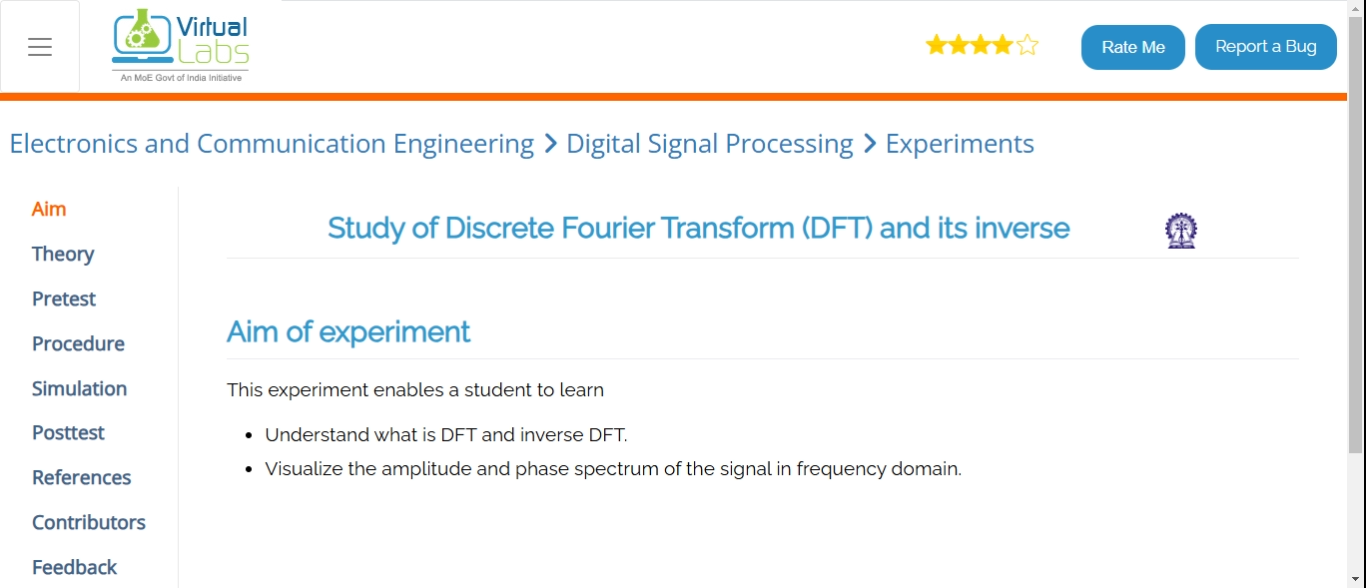 Virtual
Labs
An MoE Govt of India Initiative
Rate Me
Report a Bug
Electronics and Communication Engineering > Digital Signal Processing > Experiments
Aim
Theory
Pretest
Procedure
Simulation
Posttest
References
Contributors
Feedback
Study of Discrete Fourier Transform (DFT) and its inverse
Aim of experiment
This experiment enables a student to learn
• Understand what is DFT and inverse DFT.
• Visualize the amplitude and phase spectrum of the signal in frequency domain.